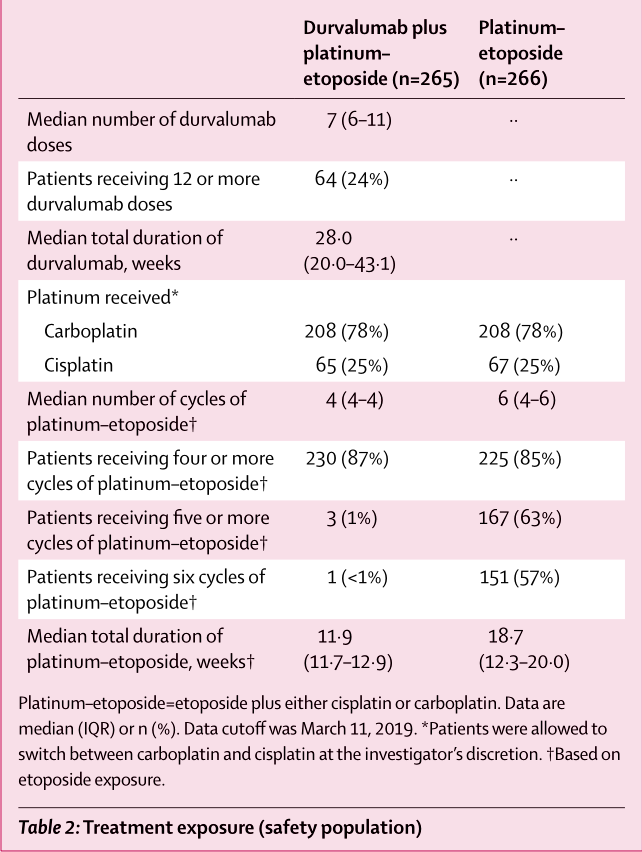 Durvalumab plus platinum–etoposide (n=265) Platinum–etoposide (n=266)
Median number of durvalumab doses 7 (6–11) ··
Patients receiving 12 or more durvalumab doses 64 (24%) ··
Median total duration of durvalumab, weeks 28·0 (20·0–43·1) ··
Platinum received*
Carboplatin 208 (78%) 208 (78%)
Cisplatin 65 (25%) 67 (25%)
Median number of cycles of platinum–etoposide† 4 (4–4) 6 (4–6)
Patients receiving four or more cycles of platinum–etoposide† 230 (87%) 225 (85%)
Patients receiving five or more cycles of platinum–etoposide† 3 (1%) 167 (63%)
Patients receiving six cycles of platinum–etoposide† 1 (<1%) 151 (57%)
Median total duration of platinum–etoposide, weeks† 11·9 (11·7–12·9) 18·7 (12·3–20·0)
Platinum–etoposide=etoposide plus either cisplatin or carboplatin. Data are
median (IQR) or n (%). Data cutoff was March 11, 2019. *Patients were allowed to
switch between carboplatin and cisplatin at the investigator's discretion. †Based on
etoposide exposure.
Table 2: Treatment exposure (safety population)